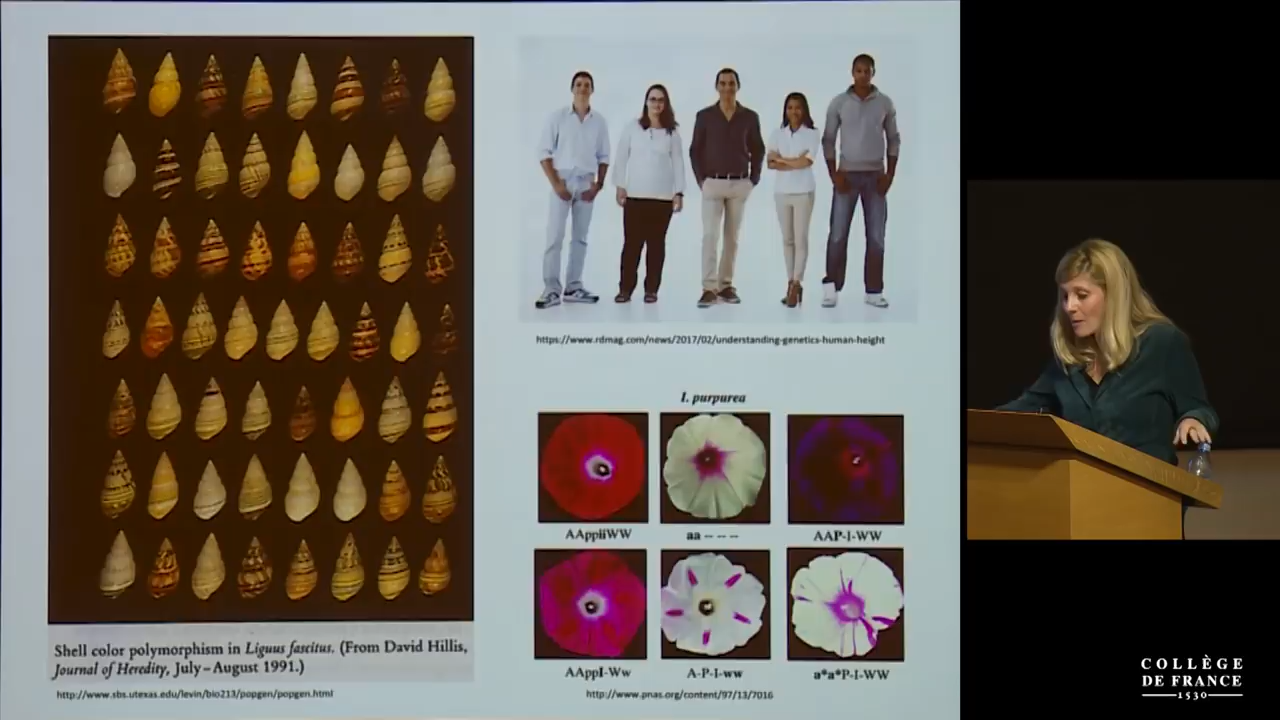 Shell color polymorphism in Liguus fascitus. (From David Hillis,
Journal of Heredity, July–August 1991.)
http://www.sbs.utexas.edu/levin/bio213/popgen/popgen.html
https://www.rdmag.com/news/2017/02/understanding-genetics-human-height
I. purpurea
AAppiiWW
aa -- -- --
AAP-I-WW
AAppI-Ww
A-P-I-ww
a*a*P-I-WW
http://www.pnas.org/content/97/13/7016
COLLÈGE
DE FRANCE
1530